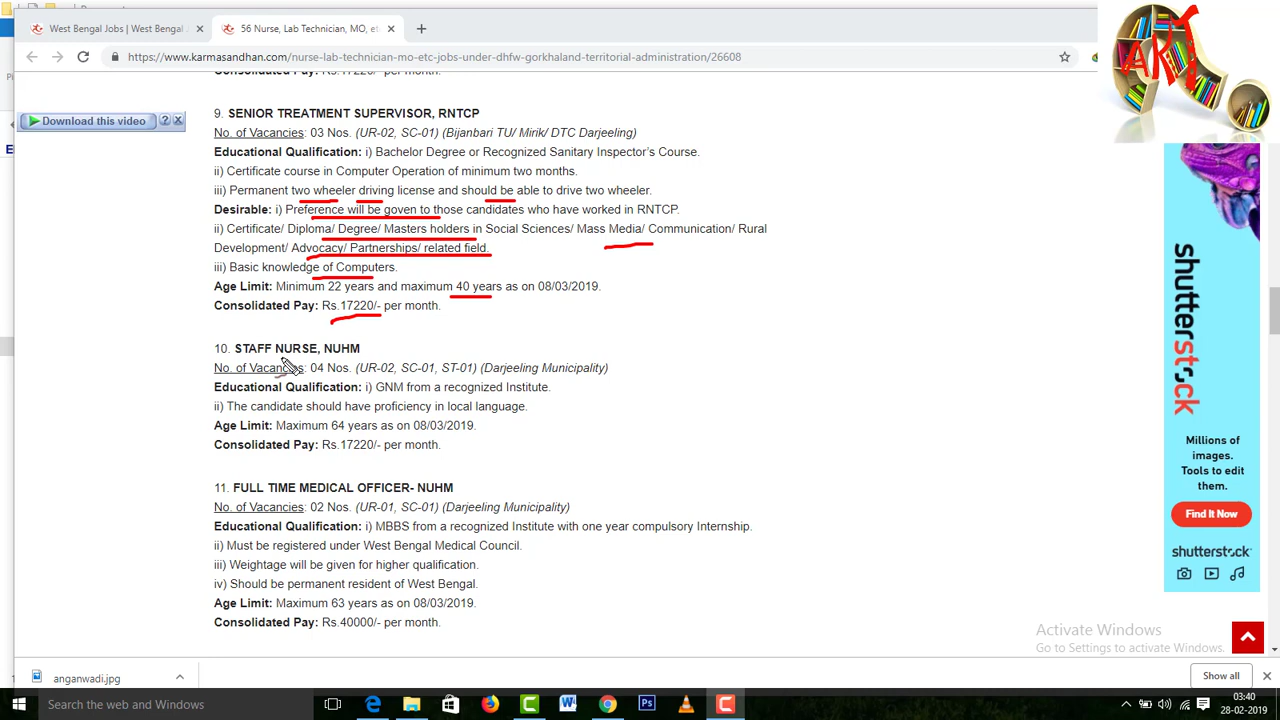 West Bengal Jobs | West Bengal
56 Nurse, Lab Technician, MO, et
https://www.karmasandhan.com/nurse-lab-technician-mo-etc-jobs-under-dhfw-gorkhaland-territorial-administration/26608
ART
Consolidated Pay: Rs.17220/- per month.
Download this video ?
9. SENIOR TREATMENT SUPERVISOR, RNTCP
No. of Vacancies: 03 Nos. (UR-02, SC-01) (Bijanbari TU/ Mirik/ DTC Darjeeling)
Educational Qualification: i) Bachelor Degree or Recognized Sanitary Inspector's Course.
ii) Certificate course in Computer Operation of minimum two months.
iii) Permanent two wheeler driving license and should be able to drive two wheeler.
Desirable: i) Preference will be goven to those candidates who have worked in RNTCP.
ii) Certificate/ Diploma/ Degree/ Masters holders in Social Sciences/ Mass Media/ Communication/ Rural
Development/ Advocacy/ Partnerships/ related field.
iii) Basic knowledge of Computers.
Age Limit: Minimum 22 years and maximum 40 years as on 08/03/2019.
Consolidated Pay: Rs.17220/- per month.
10. STAFF NURSE, NUHM
No. of Vacancies: 04 Nos. (UR-02, SC-01, ST-01) (Darjeeling Municipality)
Educational Qualification: i) GNM from a recognized Institute.
ii) The candidate should have proficiency in local language.
Age Limit: Maximum 64 years as on 08/03/2019.
Consolidated Pay: Rs.17220/- per month.
11. FULL TIME MEDICAL OFFICER- NUHM
No. of Vacancies: 02 Nos. (UR-01, SC-01) (Darjeeling Municipality)
Educational Qualification: i) MBBS from a recognized Institute with one year compulsory Internship.
ii) Must be registered under West Bengal Medical Council.
iii) Weightage will be given for higher qualification.
iv) Should be permanent resident of West Bengal.
Age Limit: Maximum 63 years as on 08/03/2019.
Consolidated Pay: Rs.40000/- per month.
shutterstock
Millions of
images.
Tools to edit
them.
Find It Now
shutterstock
Activate Windows
Go to Settings to activate Windows.
anganwadi.jpg
Show all
Search the web and Windows
03:40
28-02-2019